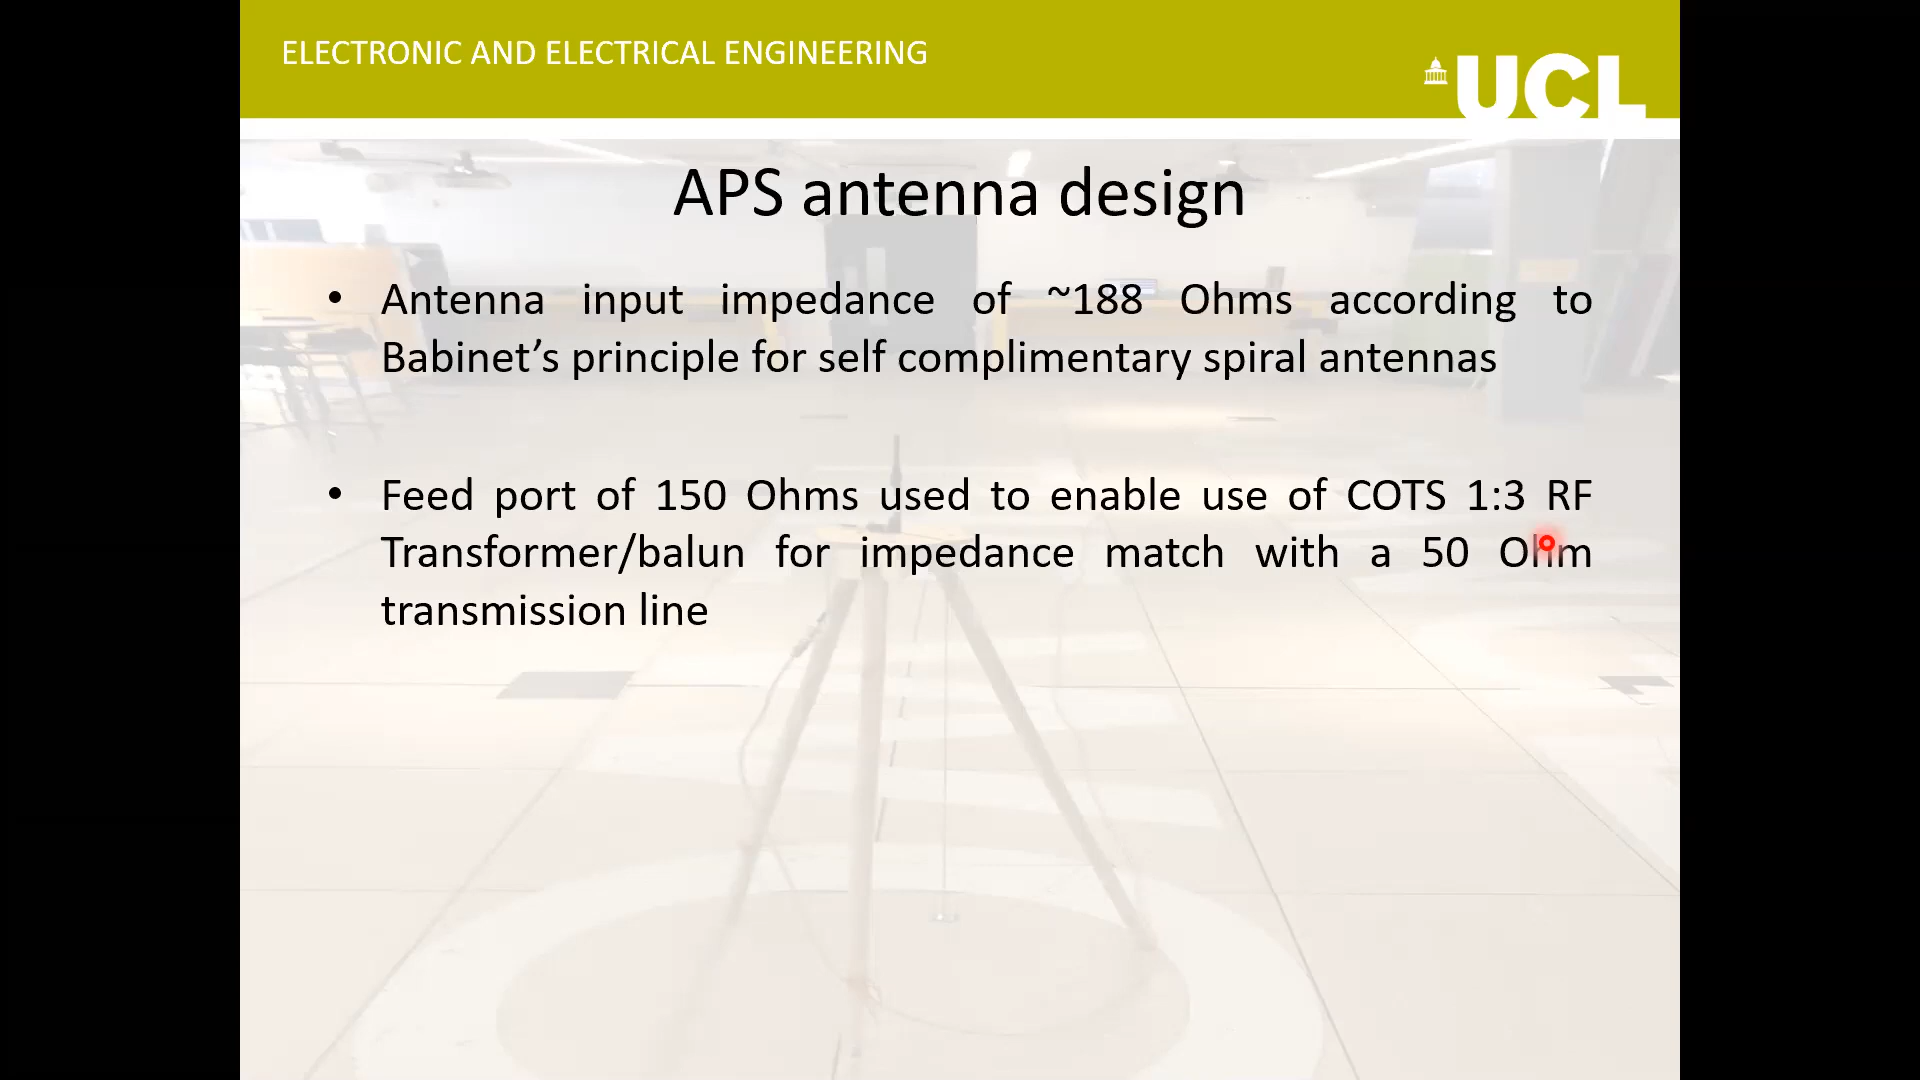 ELECTRONIC AND ELECTRICAL ENGINEERING
UCL
APS antenna design
• Antenna input impedance of ~188 Ohms according to
Babinet’s principle for self complimentary spiral antennas
• Feed port of 150 Ohms used to enable use of COTS 1:3 RF
Transformer/balun for impedance match with a 50 Ohm
transmission line